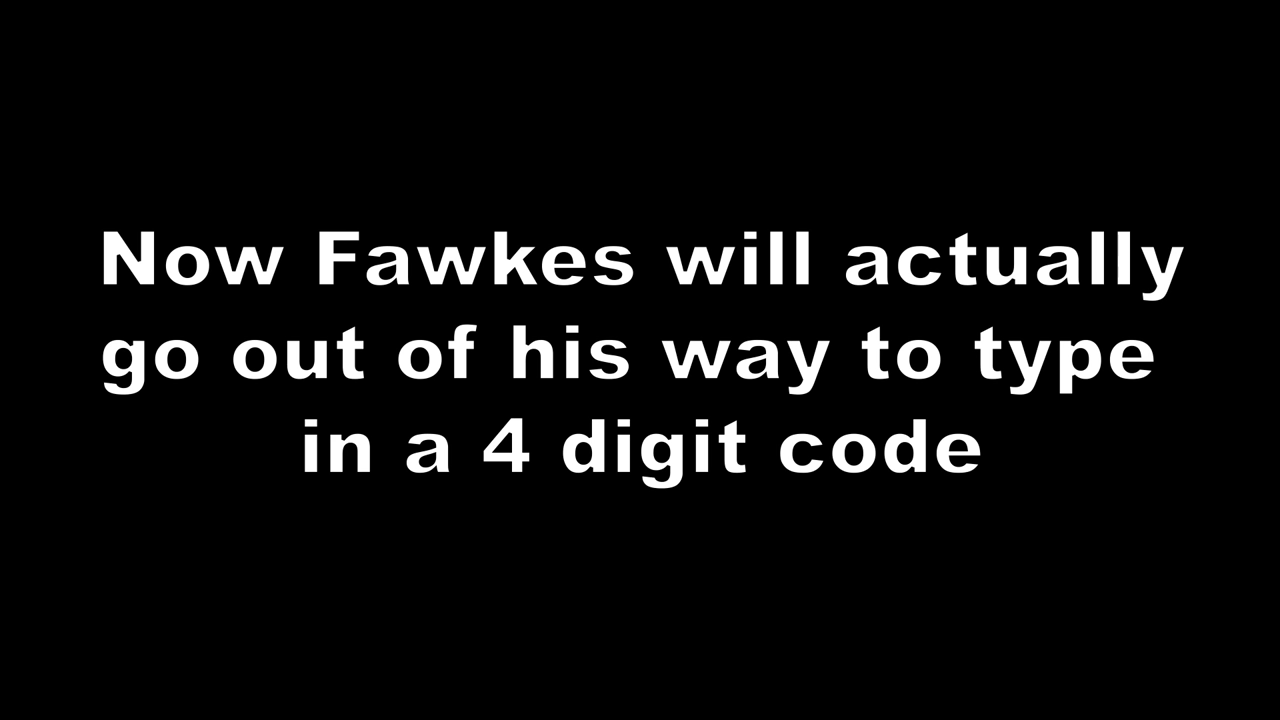 Now Fawkes will actually
go out of his way to type
in a 4 digit code